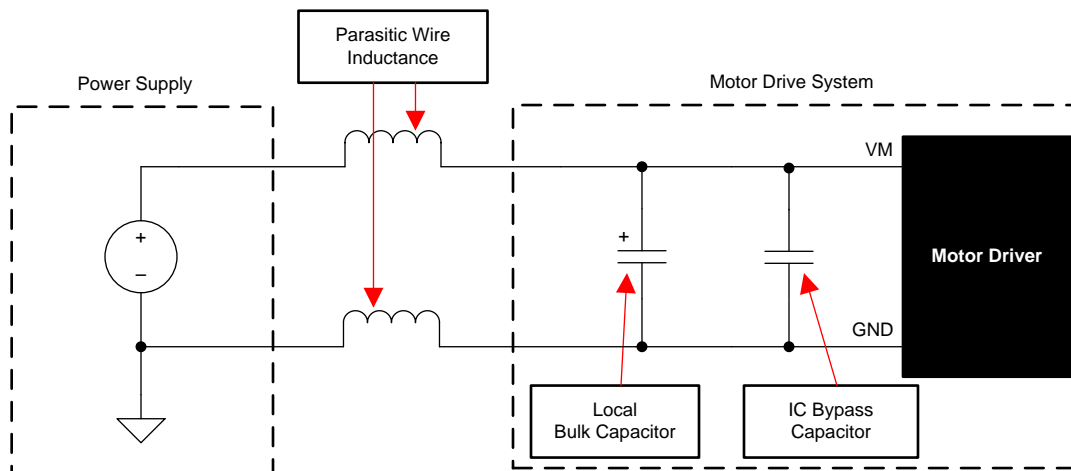 Parasitic Wire
Inductance
Power Supply
Motor Drive System
VM
+
–
+
Motor Driver
GND
Local
Bulk Capacitor
IC Bypass
Capacitor